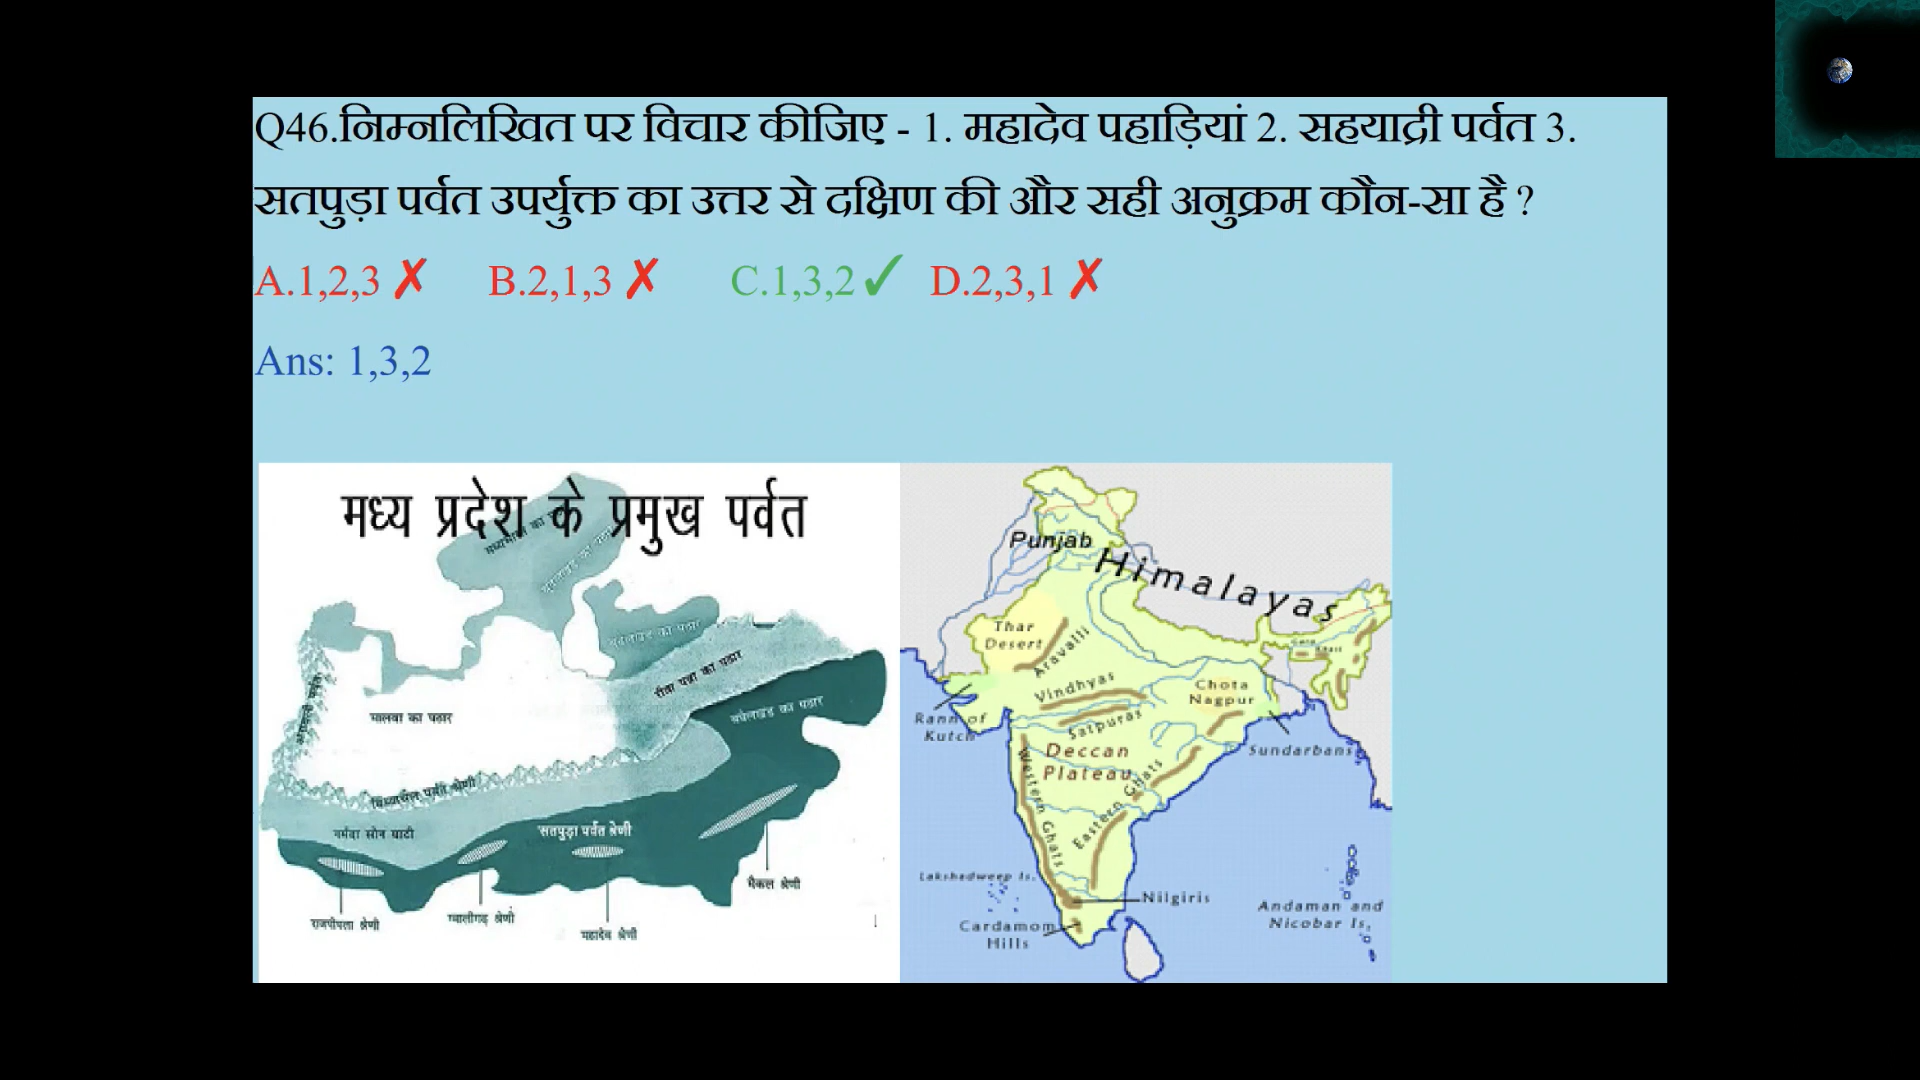 Q46.निम्नलिखित पर विचार कीजिए - 1. महादेव पहाड़ियां 2. सहयाद्री पर्वत 3.
सतपुड़ा पर्वत उपर्युक्त का उत्तर से दक्षिण की और सही अनुक्रम कौन-सा है ?
A.1,2,3 ✗ B.2,1,3 ✗ C.1,3,2 ✓ D.2,3,1 ✗
Ans: 1,3,2
मध्य प्रदेश के प्रमुख पर्वत
रीवा पन्ना का पठार
बघेलखण्ड का पठार
मालवा का पठार
विंध्याचल पर्वत श्रेणी
नर्मदा सोन घाटी
सतपुड़ा पर्वत श्रेणी
मैकल श्रेणी
राजपीपला श्रेणी
ग्वालीगढ़ श्रेणी
महादेव श्रेणी
Punjab
Himalayas
Thar
Desert
Aravalli
Vindhyas
Satpuras
Chota
Nagpur
Rann of
Kutch
Sundarbans
Deccan
Plateau
Western Ghats
Eastern Ghats
Lakshadweep Is.
Nilgiris
Cardamom
Hills
Andaman and
Nicobar Is.